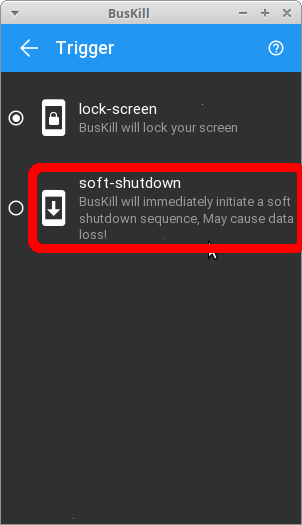 BusKill
Trigger
lock-screen
BusKill will lock your screen
soft-shutdown
BusKill will immediately initiate a soft
shutdown sequence, May cause data
loss!